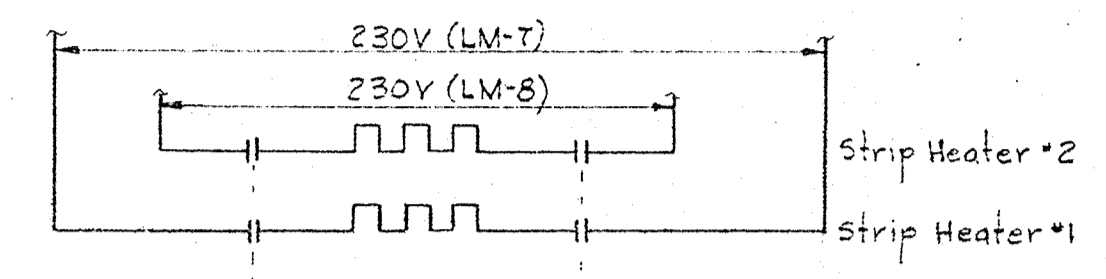 230V (LM-7)
230V (LM-8)
Strip Heater #2
Strip Heater #1